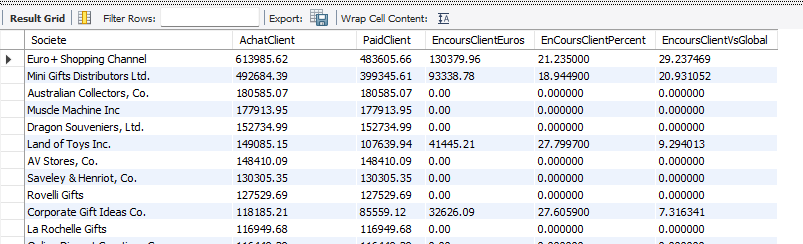 Result Grid Filter Rows: Export: Wrap Cell Content:
Societe AchatClient PaidClient EncoursClientEuros EnCoursClientPercent EncoursClientVsGlobal
Euro+ Shopping Channel 613985.62 483605.66 130379.96 21.235000 29.237469
Mini Gifts Distributors Ltd. 492684.39 399345.61 93338.78 18.944900 20.931052
Australian Collectors, Co. 180585.07 180585.07 0.00 0.000000 0.000000
Muscle Machine Inc 177913.95 177913.95 0.00 0.000000 0.000000
Dragon Souveniers, Ltd. 152734.99 152734.99 0.00 0.000000 0.000000
Land of Toys Inc. 149085.15 107639.94 41445.21 27.799700 9.294013
AV Stores, Co. 148410.09 148410.09 0.00 0.000000 0.000000
Saveley & Henriot, Co. 130305.35 130305.35 0.00 0.000000 0.000000
Rovelli Gifts 127529.69 127529.69 0.00 0.000000 0.000000
Corporate Gift Ideas Co. 118185.21 85559.12 32626.09 27.605900 7.316341
La Rochelle Gifts 116949.68 116949.68 0.00 0.000000 0.000000